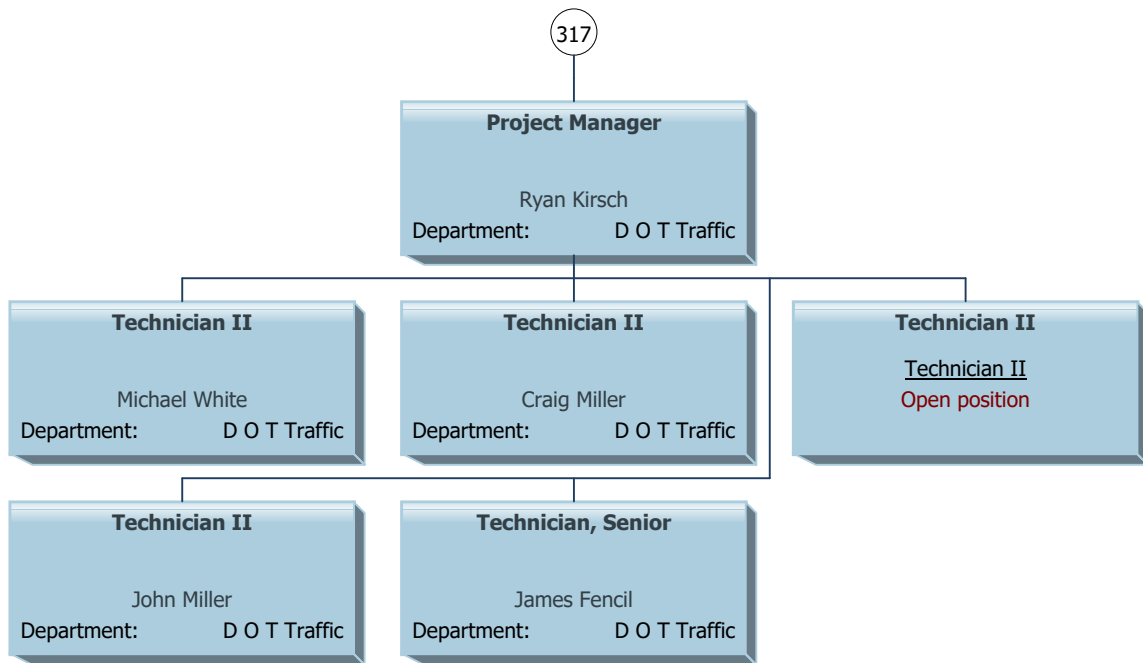 317
Project Manager
Ryan Kirsch
Department: D O T Traffic
Technician II
Michael White
Department: D O T Traffic
Technician II
Craig Miller
Department: D O T Traffic
Technician II
Technician II
Open position
Technician II
John Miller
Department: D O T Traffic
Technician, Senior
James Fencil
Department: D O T Traffic